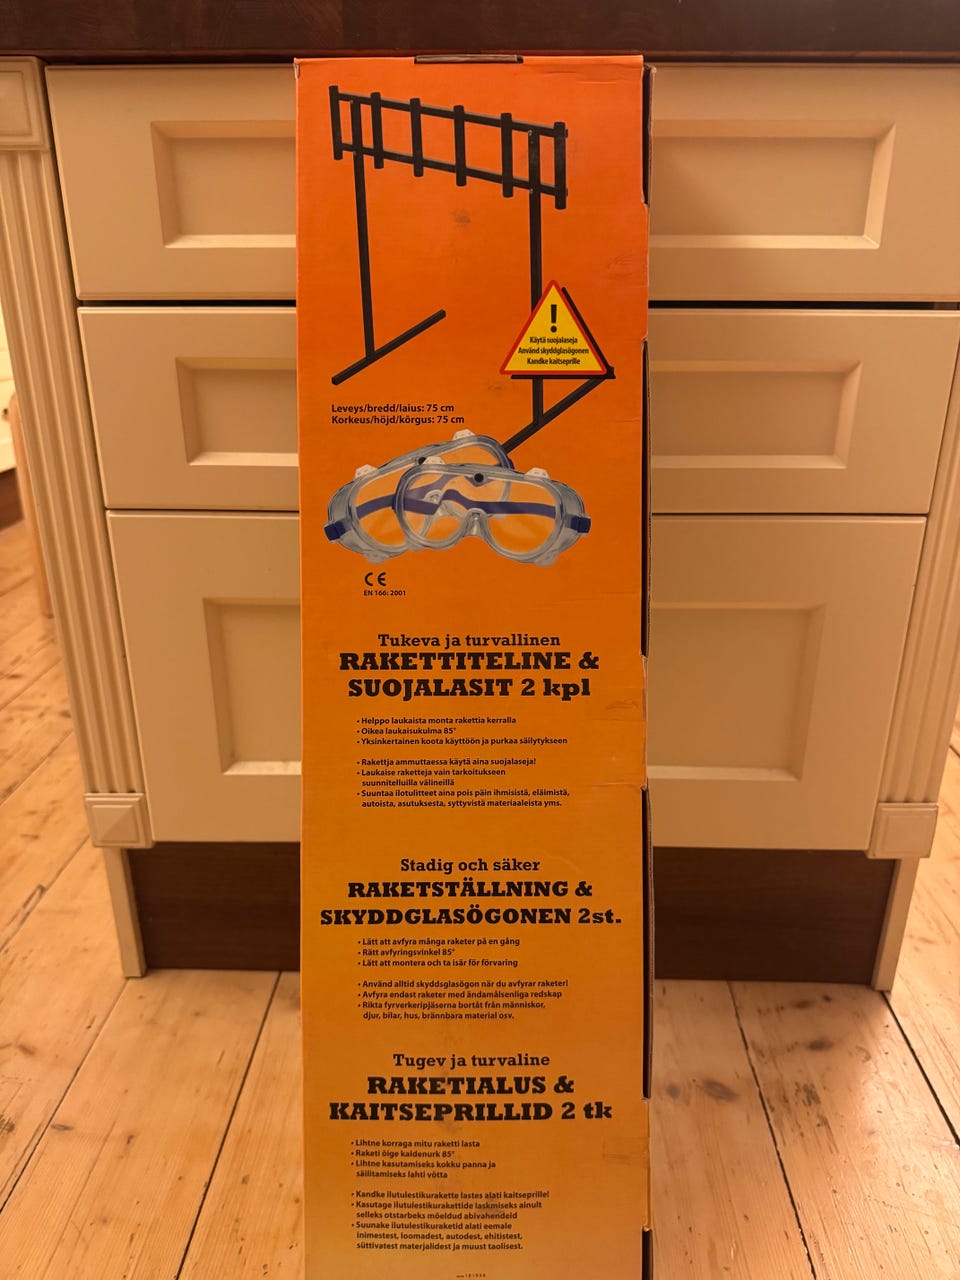 !
Käytä suojalaseja
Använd skyddglasögonen
Kandke kaitseprille
Leveys/bredd/laius: 75 cm
Korkeus/höjd/kõrgus: 75 cm
CE
EN 166: 2001
Tukeva ja turvallinen
RAKETTITELINE &
SUOJALASIT 2 kpl
• Helppo laukaista monta rakettia kerralla
• Oikea laukaisukulma 85°
• Yksinkertainen koota käyttöön ja purkaa säilytykseen
• Rakettja ammuttaessa käytä aina suojalaseja!
• Laukaise raketteja vain tarkoitukseen
suunnitelluilla välineillä
• Suuntaa ilotulitteet aina pois päin ihmisistä, eläimistä,
autoista, asutuksesta, syttyvistä materiaaleista yms.
Stadig och säker
RAKETSTÄLLNING &
SKYDDGLASÖGONEN 2st.
• Lätt att avfyra många raketer på en gång
• Rätt avfyringsvinkel 85°
• Lätt att montera och ta isär för förvaring
• Använd alltid skyddsglasögon när du avfyrar raketer!
• Avfyra endast raketer med ändamålsenliga redskap
• Rikta fyrverkeripjäserna bortåt från människor,
djur, bilar, hus, brännbara material osv.
Tugev ja turvaline
RAKETIALUS &
KAITSEPRILLID 2 tk
• Lihtne korraga mitu raketti lasta
• Raketi õige kaldenurk 85°
• Lihtne kasutamiseks kokku panna ja
säilitamiseks lahti võtta
• Kandke ilutulestikurakette lastes alati kaitseprille!
• Kasutage ilutulestikurakettide laskmiseks ainult
selleks otstarbeks mõeldud abivahendeid
• Suunake ilutulestikuraketid alati eemale
inimestest, loomadest, autodest, ehitistest,
süttivatest materjalidest ja muust taolisest.